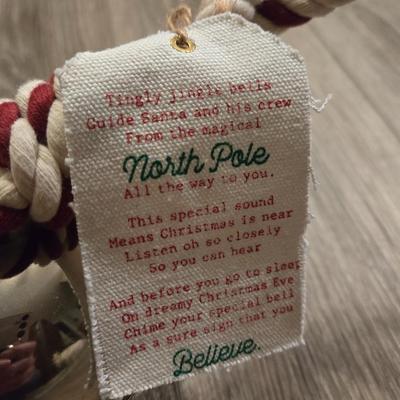 Tingly jingle bells
Guide Santa and his crew
From the magical
North Pole
All the way to you.
This special sound
Means Christmas is near
Listen oh so closely
So you can hear
And before you go to sleep
On dreamy Christmas Eve
Chime your special bell
As a sure sign that you
Believe.